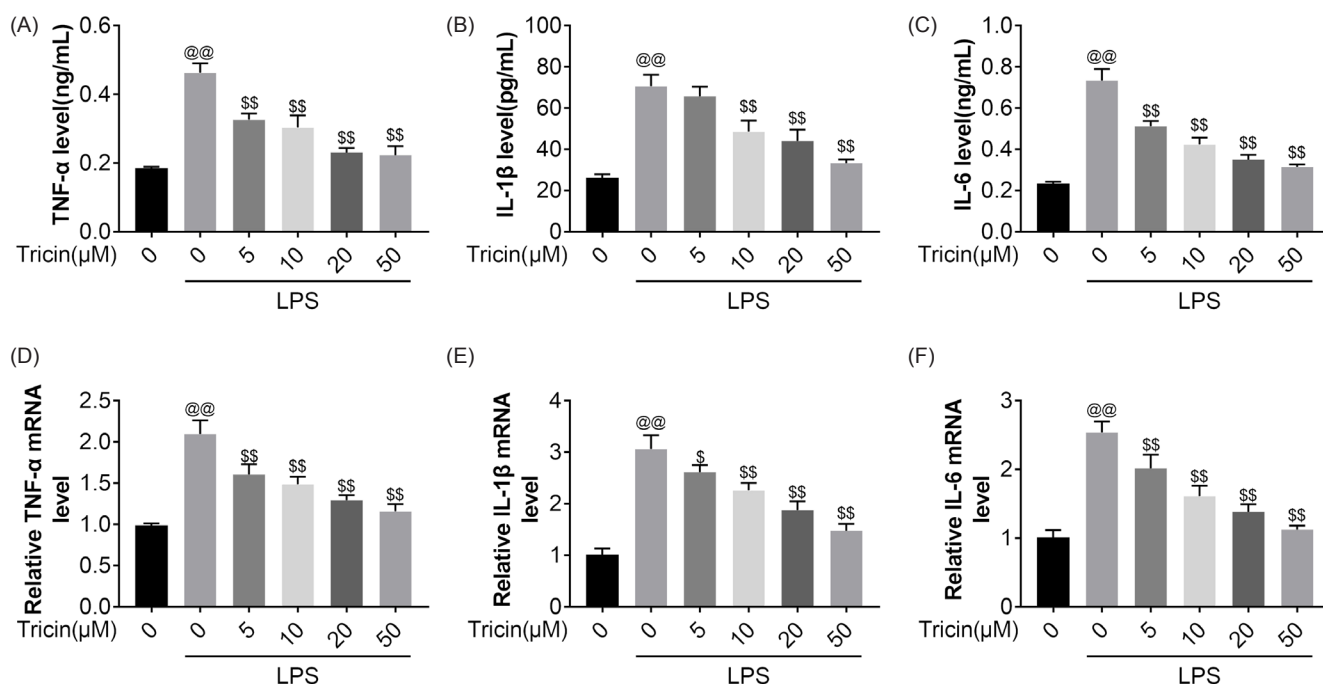 (A)
TNF-α level(ng/mL)
0.6
0.4
0.2
0.0
@@
$$
$$
$$
$$
Tricin(μM)
0 0 5 10 20 50
LPS
(B)
IL-1β level(pg/mL)
100
80
60
40
20
0
@@
$$
$$
$$
Tricin(μM)
0 0 5 10 20 50
LPS
(C)
IL-6 level(ng/mL)
1.0
0.8
0.6
0.4
0.2
0.0
@@
$$
$$
$$
$$
Tricin(μM)
0 0 5 10 20 50
LPS
(D)
Relative TNF-α mRNA
level
2.5
2.0
1.5
1.0
0.5
0.0
@@
$$
$$
$$
$$
Tricin(μM)
0 0 5 10 20 50
LPS
(E)
Relative IL-1β mRNA
level
4
3
2
1
0
@@
$
$$
$$
$$
Tricin(μM)
0 0 5 10 20 50
LPS
(F)
Relative IL-6 mRNA
level
3
2
1
0
@@
$$
$$
$$
$$
Tricin(μM)
0 0 5 10 20 50
LPS